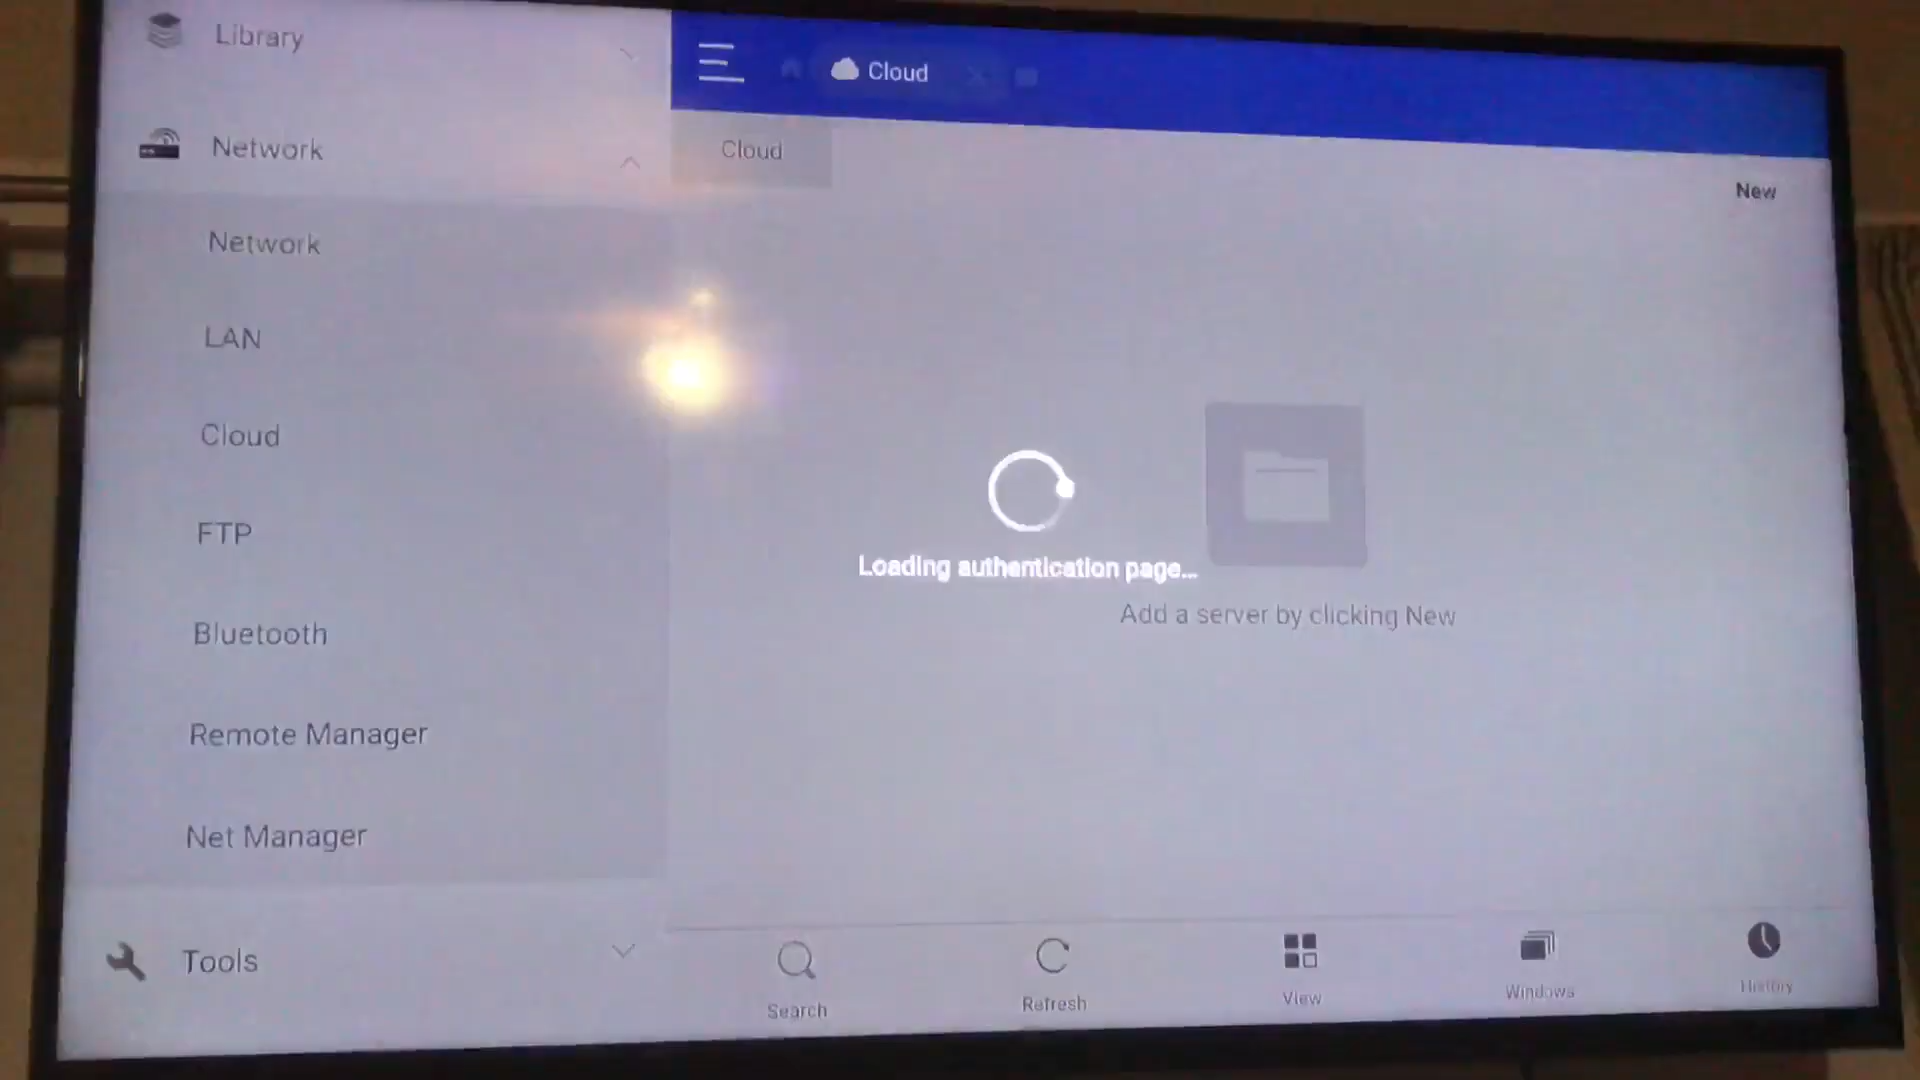 Library
Network
Network
LAN
Cloud
FTP
Bluetooth
Remote Manager
Net Manager
Tools
Cloud
Cloud
New
Loading authentication page...
Add a server by clicking New
Search
Refresh
View
Windows
History